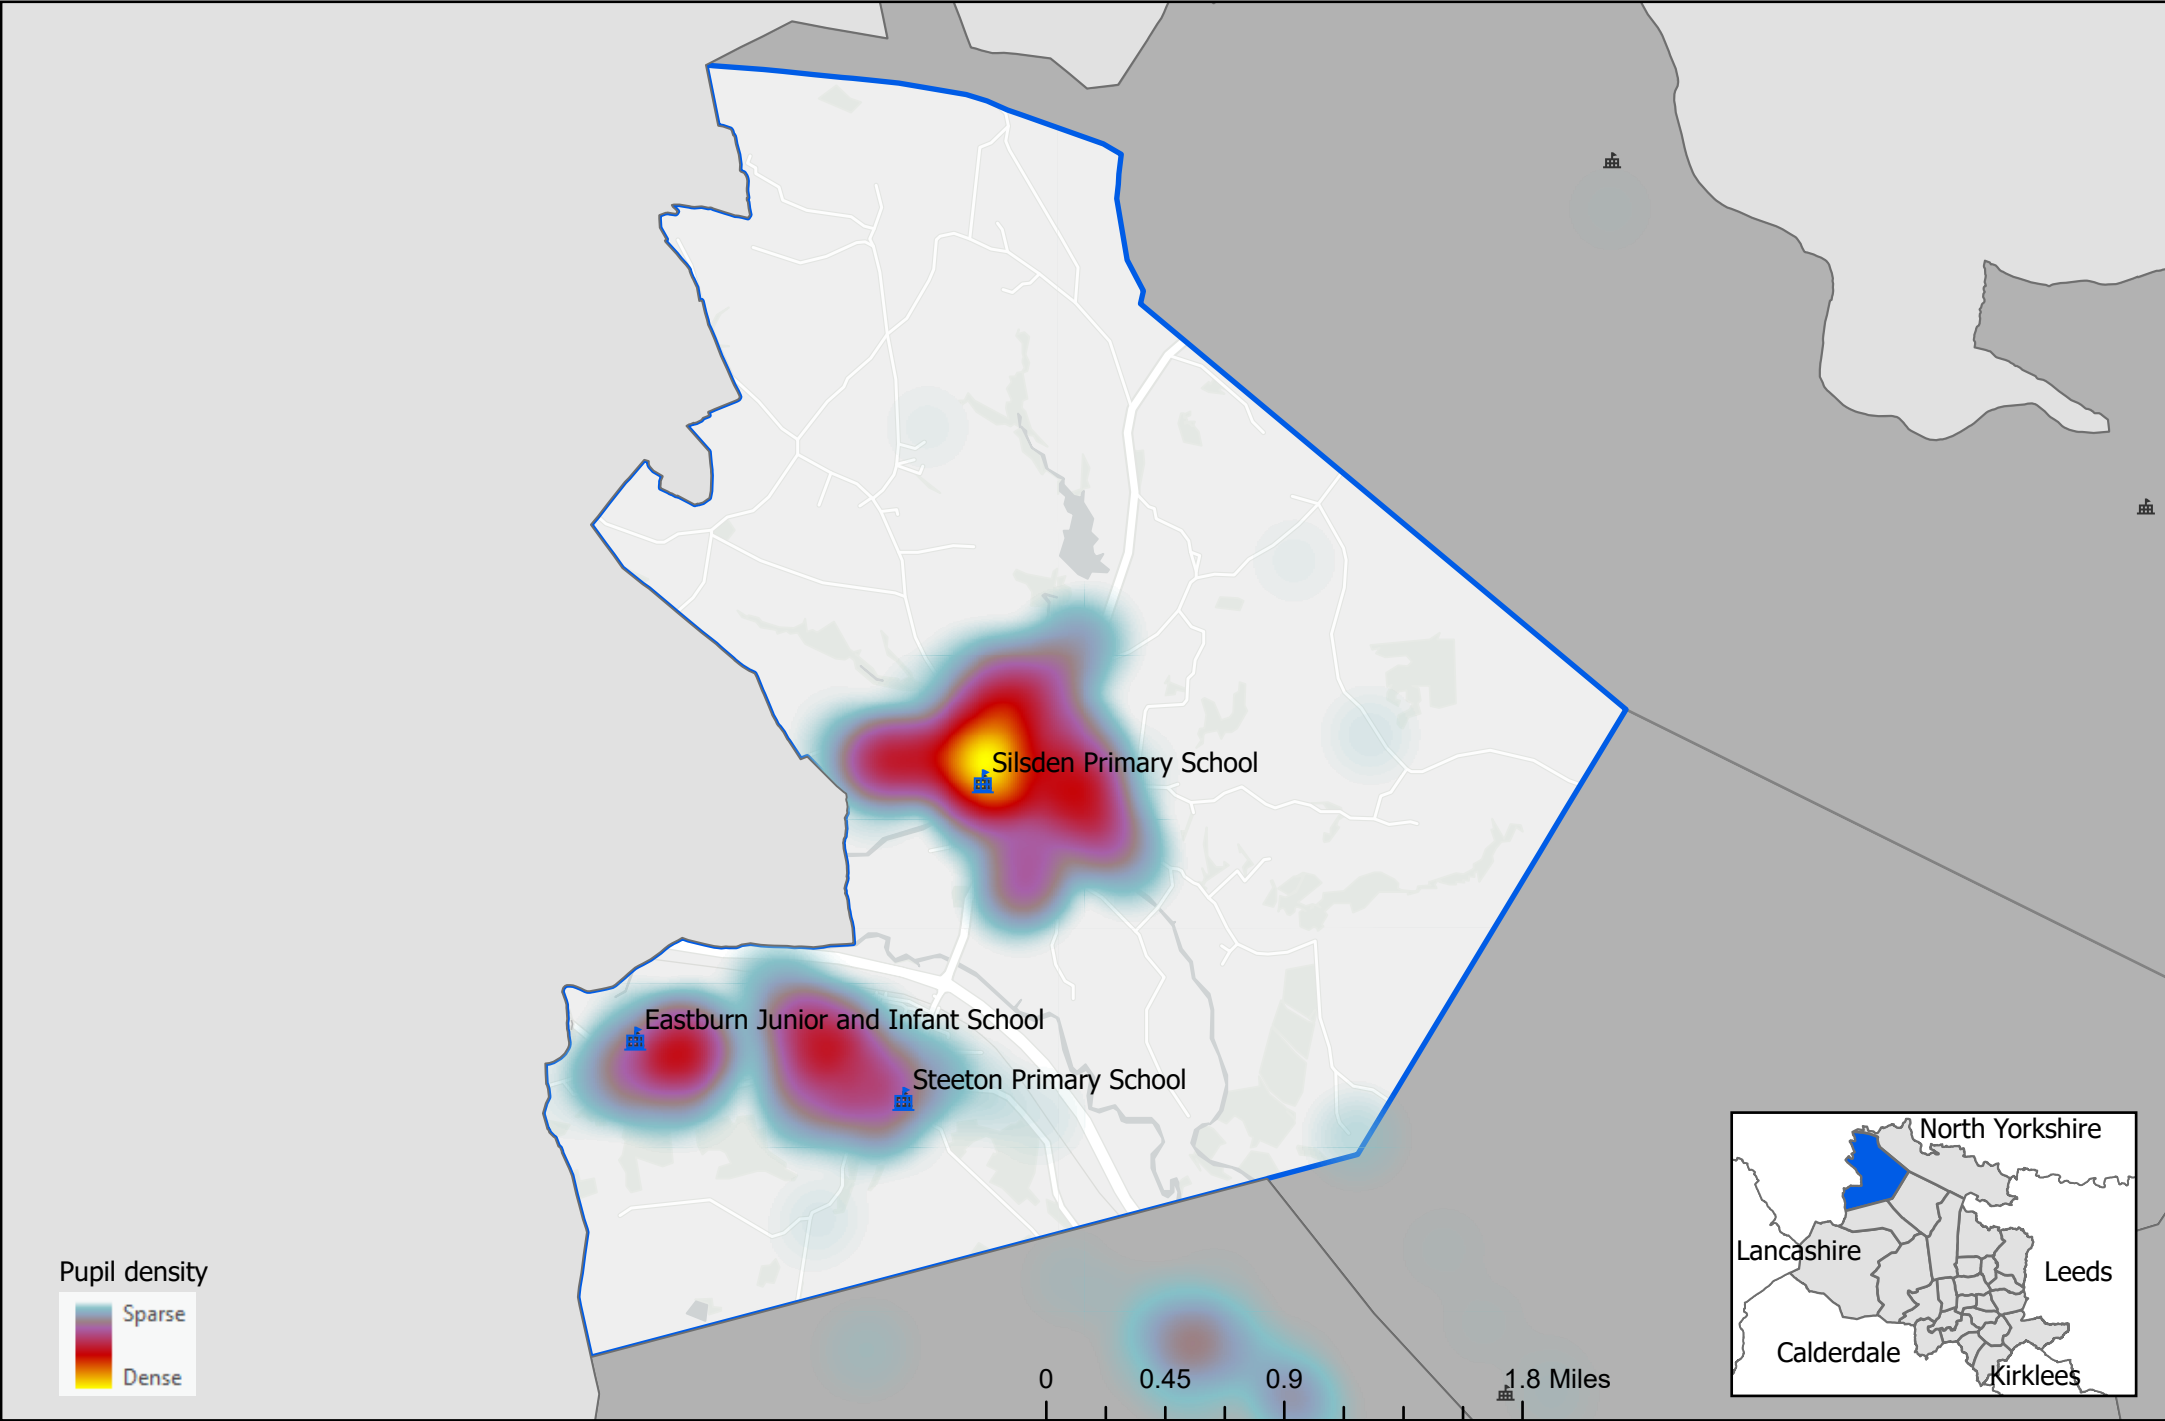 Silsden Primary School
Eastburn Junior and Infant School
Steeton Primary School
Pupil density
Sparse
Dense
0 0.45 0.9 1.8 Miles
North Yorkshire
Lancashire
Leeds
Calderdale
Kirklees